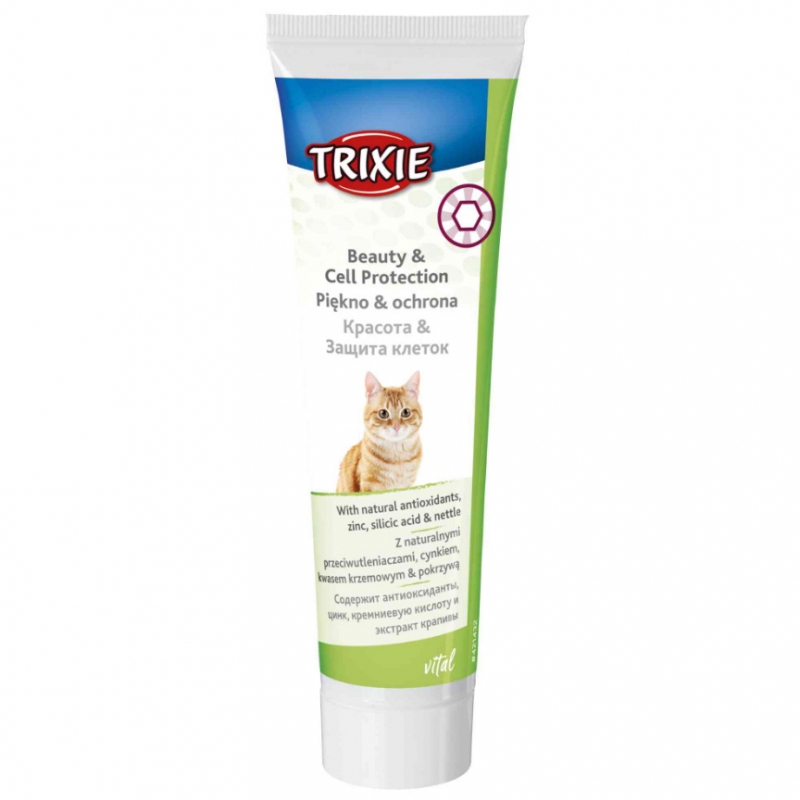 TRIXIE
Beauty &
Cell Protection
Piękno & ochrona
Красота &
Защита клеток
With natural antioxidants,
zinc, silicic acid & nettle
Z naturalnymi
przeciwutleniaczami, cynkiem,
kwasem krzemowym & pokrzywą
Содержит антиоксиданты,
цинк, кремниевую кислоту и
экстракт крапивы
vital
#421432